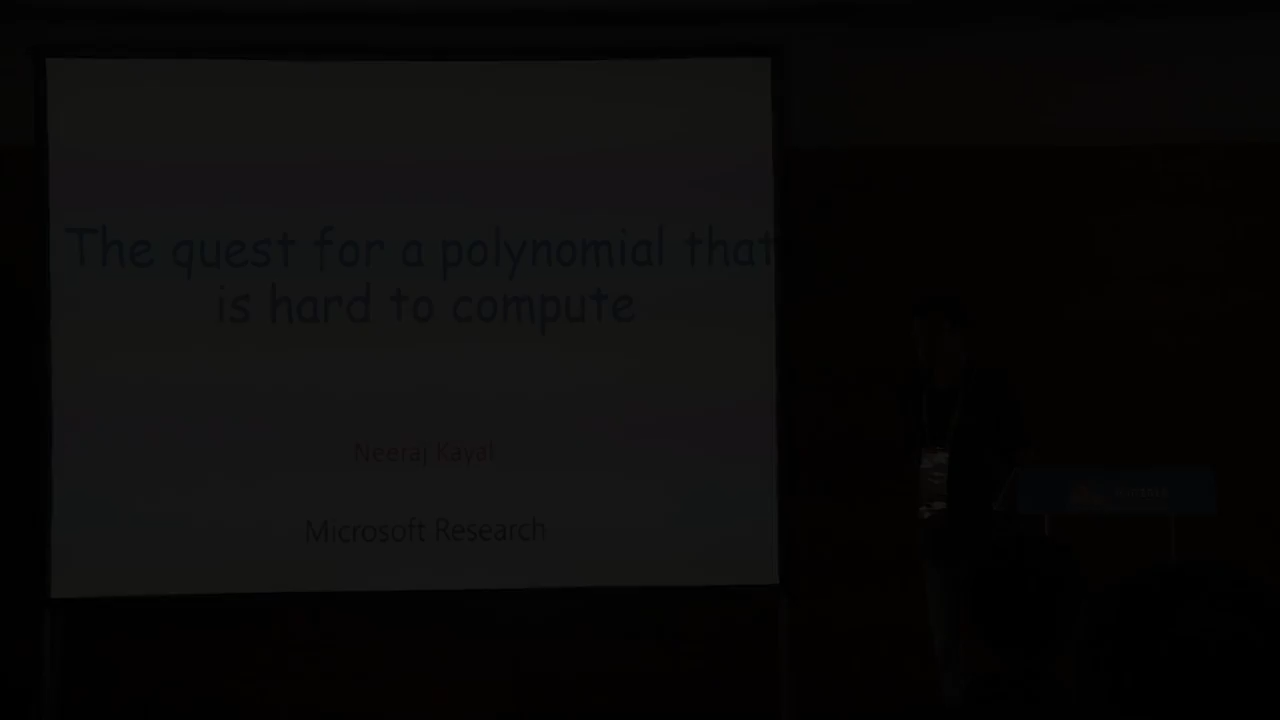 The quest for a polynomial that
is hard to compute
Neeraj Kayal
Microsoft Research